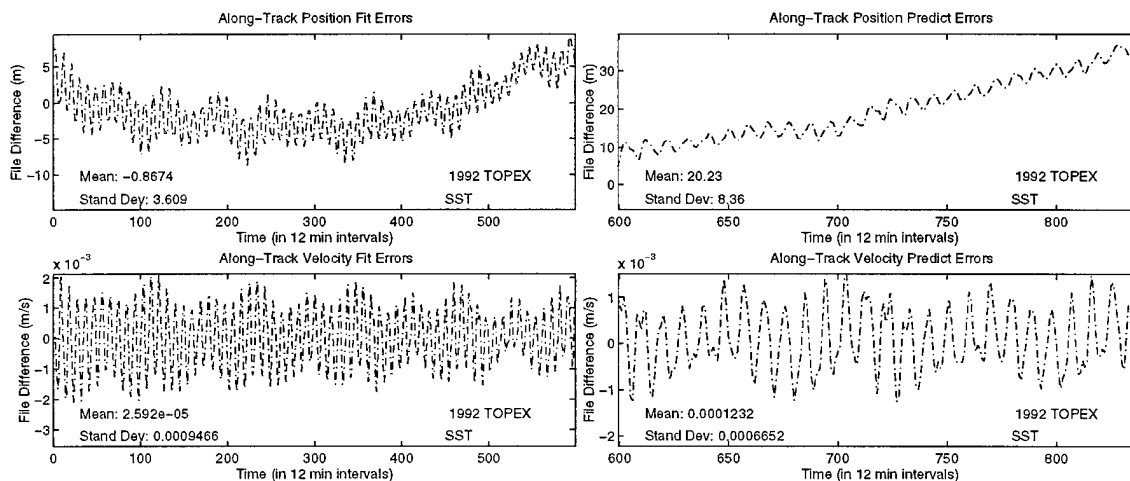 Along-Track Position Fit Errors
File Difference (m)
5
0
-5
-10
Mean: -0.8674
Stand Dev: 3.609
1992 TOPEX
SST
0 100 200 300 400 500
Time (in 12 min intervals)
Along-Track Position Predict Errors
File Difference (m)
30
20
10
0
Mean: 20.23
Stand Dev: 8.36
1992 TOPEX
SST
600 650 700 750 800
Time (in 12 min intervals)
x 10^-3
Along-Track Velocity Fit Errors
File Difference (m/s)
2
1
0
-1
-2
-3
Mean: 2.592e-05
Stand Dev: 0.0009466
1992 TOPEX
SST
0 100 200 300 400 500
Time (in 12 min intervals)
x 10^-3
Along-Track Velocity Predict Errors
File Difference (m/s)
1
0
-1
-2
Mean: 0.0001232
Stand Dev: 0.0006652
1992 TOPEX
SST
600 650 700 750 800
Time (in 12 min intervals)